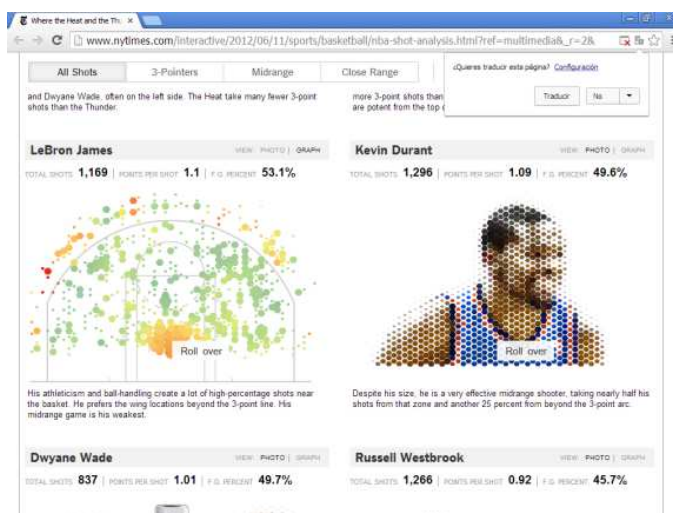 Where the Heat and the Thu
www.nytimes.com/interactive/2012/06/11/sports/basketball/nba-shot-analysis.html?ref=multimedia&_r=2&
All Shots 3-Pointers Midrange Close Range
¿Quieres traducir esta página? Configuración
Traducir No
and Dwyane Wade, often on the left side. The Heat take many fewer 3-point
shots than the Thunder.
more 3-point shots than
are potent from the top
LeBron James VIEW: PHOTO | GRAPH
TOTAL SHOTS 1,169 | POINTS PER SHOT 1.1 | F.G. PERCENT 53.1%
Roll over
His athleticism and ball-handling create a lot of high-percentage shots near
the basket. He prefers the wing locations beyond the 3-point line. His
midrange game is his weakest.
Kevin Durant VIEW: PHOTO | GRAPH
TOTAL SHOTS 1,296 | POINTS PER SHOT 1.09 | F.G. PERCENT 49.6%
Roll over
Despite his size, he is a very effective midrange shooter, taking nearly half his
shots from that zone and another 25 percent from beyond the 3-point arc.
Dwyane Wade VIEW: PHOTO | GRAPH
TOTAL SHOTS 837 | POINTS PER SHOT 1.01 | F.G. PERCENT 49.7%
Russell Westbrook VIEW: PHOTO | GRAPH
TOTAL SHOTS 1,266 | POINTS PER SHOT 0.92 | F.G. PERCENT 45.7%